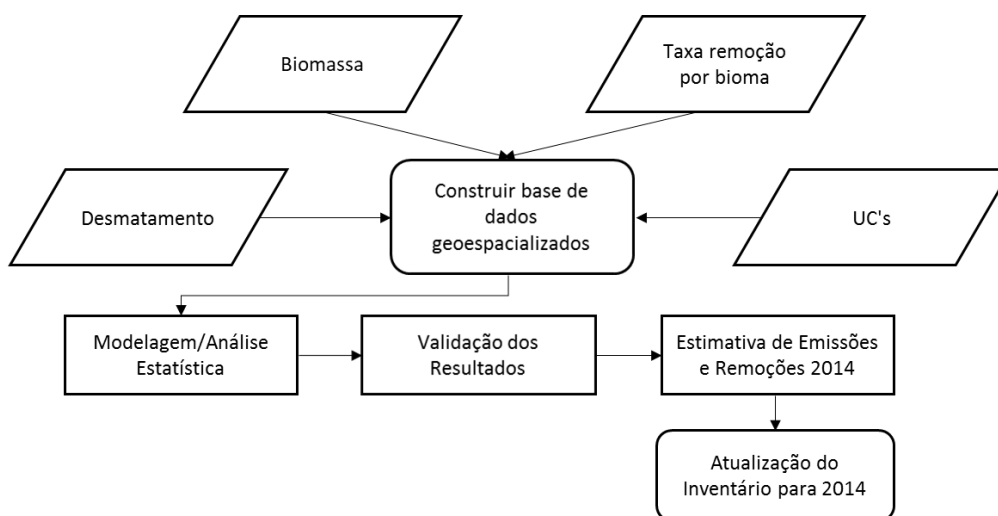 Biomassa
Taxa remoção
por bioma
Desmatamento
Construir base de
dados
geoespacializados
UC's
Modelagem/Análise
Estatística
Validação dos
Resultados
Estimativa de Emissões
e Remoções 2014
Atualização do
Inventário para 2014